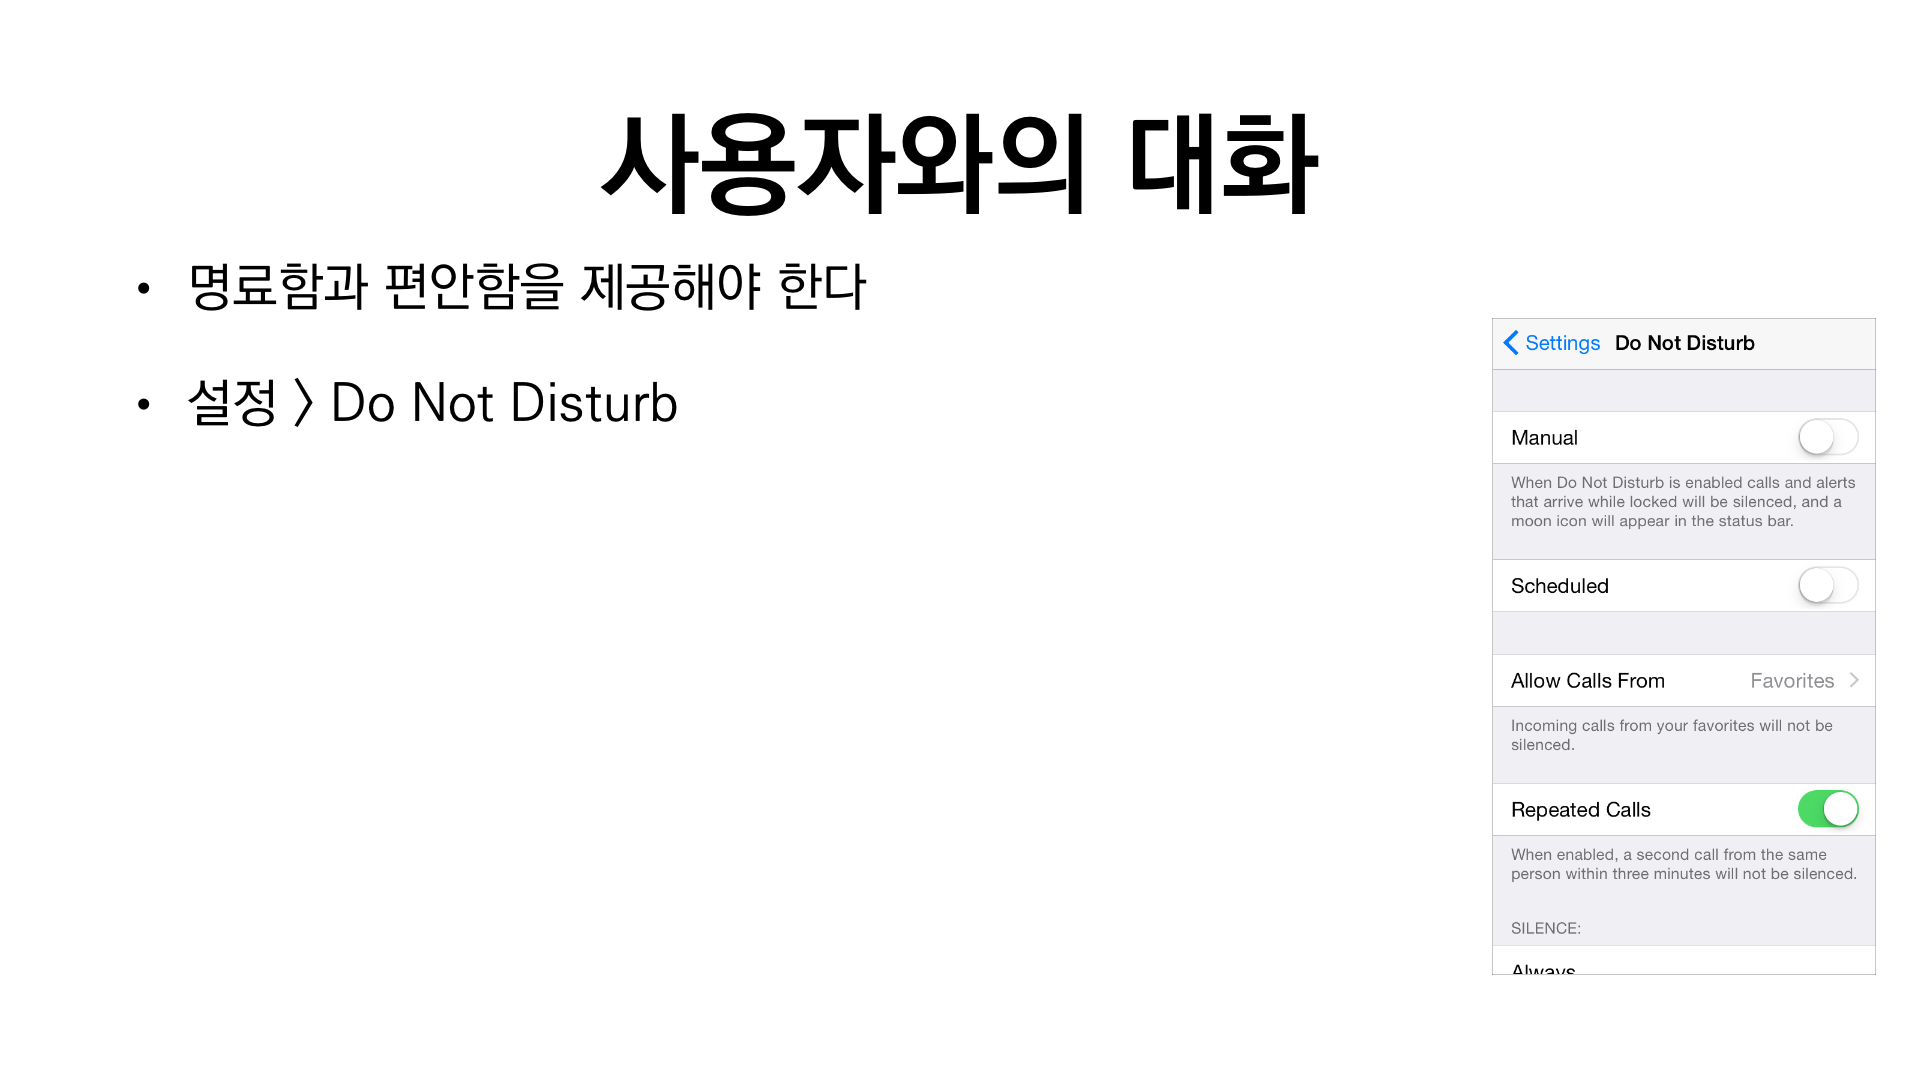 사용자와의 대화
• 명료함과 편안함을 제공해야 한다
• 설정 > Do Not Disturb
Settings Do Not Disturb
Manual
When Do Not Disturb is enabled calls and alerts
that arrive while locked will be silenced, and a
moon icon will appear in the status bar.
Scheduled
Allow Calls From Favorites
Incoming calls from your favorites will not be
silenced.
Repeated Calls
When enabled, a second call from the same
person within three minutes will not be silenced.
SILENCE:
Always